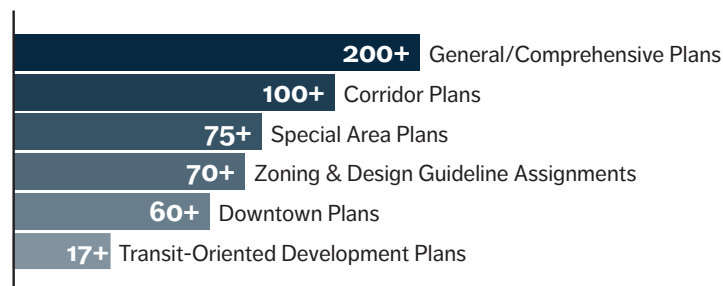 200+ General/Comprehensive Plans
100+ Corridor Plans
75+ Special Area Plans
70+ Zoning & Design Guideline Assignments
60+ Downtown Plans
17+ Transit-Oriented Development Plans